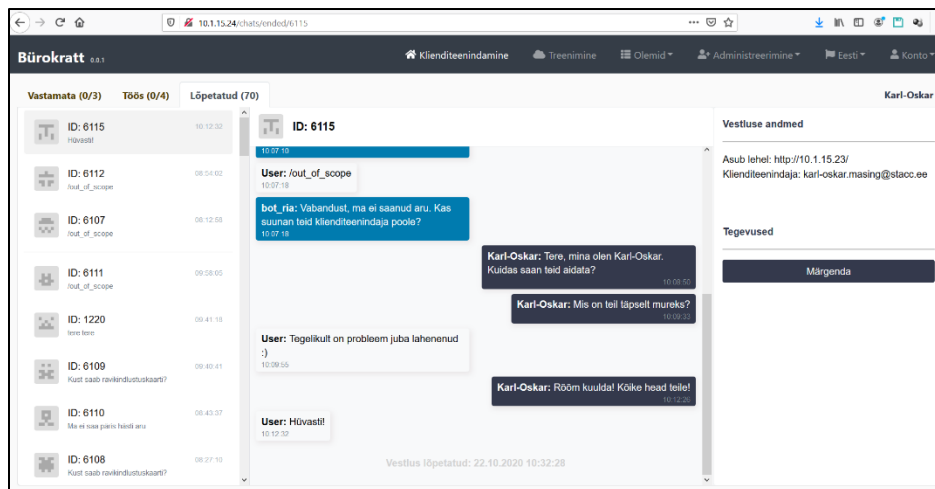 10.1.15.24/chats/ended/6115
Bürokratt 0.0.1
Klienditeenindamine
Treenimine
Olemid
Administreerimine
Eesti
Konto
Vastamata (0/3)
Töös (0/4)
Lõpetatud (70)
Karl-Oskar
ID: 6115
10:12:32
Hüvasti!
ID: 6112
08:54:02
/out_of_scope
ID: 6107
08:12:58
/out_of_scope
ID: 6111
09:58:05
/out_of_scope
ID: 1220
09:41:18
tere tere
ID: 6109
09:40:41
Kust saab ravikindlustuskaarti?
ID: 6110
08:43:37
Ma ei saa päris hästi aru
ID: 6108
08:27:10
Kust saab ravikindlustuskaarti?
ID: 6115
10:07:10
User: /out_of_scope
10:07:18
bot_ria: Vabandust, ma ei saanud aru. Kas
suunan teid klienditeenindaja poole?
10:07:18
Karl-Oskar: Tere, mina olen Karl-Oskar.
Kuidas saan teid aidata?
10:08:50
Karl-Oskar: Mis on teil täpselt mureks?
10:09:33
User: Tegelikult on probleem juba lahenenud
:)
10:09:55
Karl-Oskar: Rõõm kuulda! Kõike head teile!
10:12:26
User: Hüvasti!
10:12:32
Vestlus lõpetatud: 22.10.2020 10:32:28
Vestluse andmed
Asub lehel: http://10.1.15.23/
Klienditeenindaja: karl-oskar.masing@stacc.ee
Tegevused
Märgenda